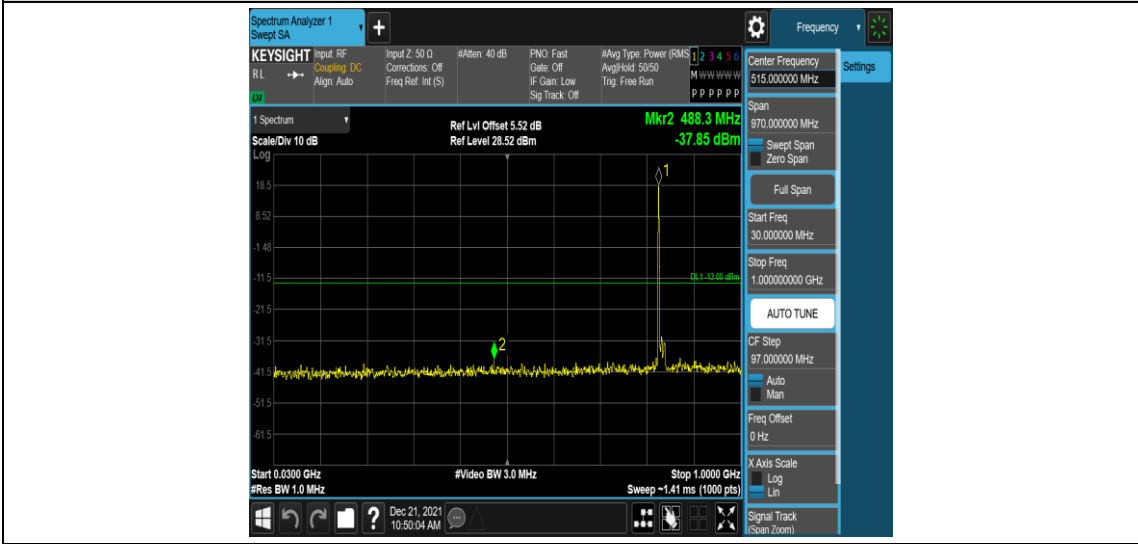 Spectrum Analyzer 1
Swept SA
+
Frequency
KEYSIGHT
RL
Input: RF
Coupling: DC
Align: Auto
Input Z: 50 Ω
Corrections: Off
Freq Ref: Int (S)
#Atten: 40 dB
PNO: Fast
Gate: Off
IF Gain: Low
Sig Track: Off
#Avg Type: Power (RMS
Avg|Hold: 50/50
Trig: Free Run
1 2 3 4 5 6
M W W W W W
P P P P P P
1 Spectrum
Scale/Div 10 dB
Log
Ref Lvl Offset 5.52 dB
Ref Level 28.52 dBm
Mkr2 488.3 MHz
-37.85 dBm
18.5
8.52
-1.48
-11.5
-21.5
-31.5
-41.5
-51.5
-61.5
1
DL1 -13.00 dBm
2
Start 0.0300 GHz
#Res BW 1.0 MHz
#Video BW 3.0 MHz
Stop 1.0000 GHz
Sweep ~1.41 ms (1000 pts)
Center Frequency
515.000000 MHz
Settings
Span
970.000000 MHz
Swept Span
Zero Span
Full Span
Start Freq
30.000000 MHz
Stop Freq
1.000000000 GHz
AUTO TUNE
CF Step
97.000000 MHz
Auto
Man
Freq Offset
0 Hz
X Axis Scale
Log
Lin
Signal Track
(Span Zoom)
?
Dec 21, 2021
10:50:04 AM